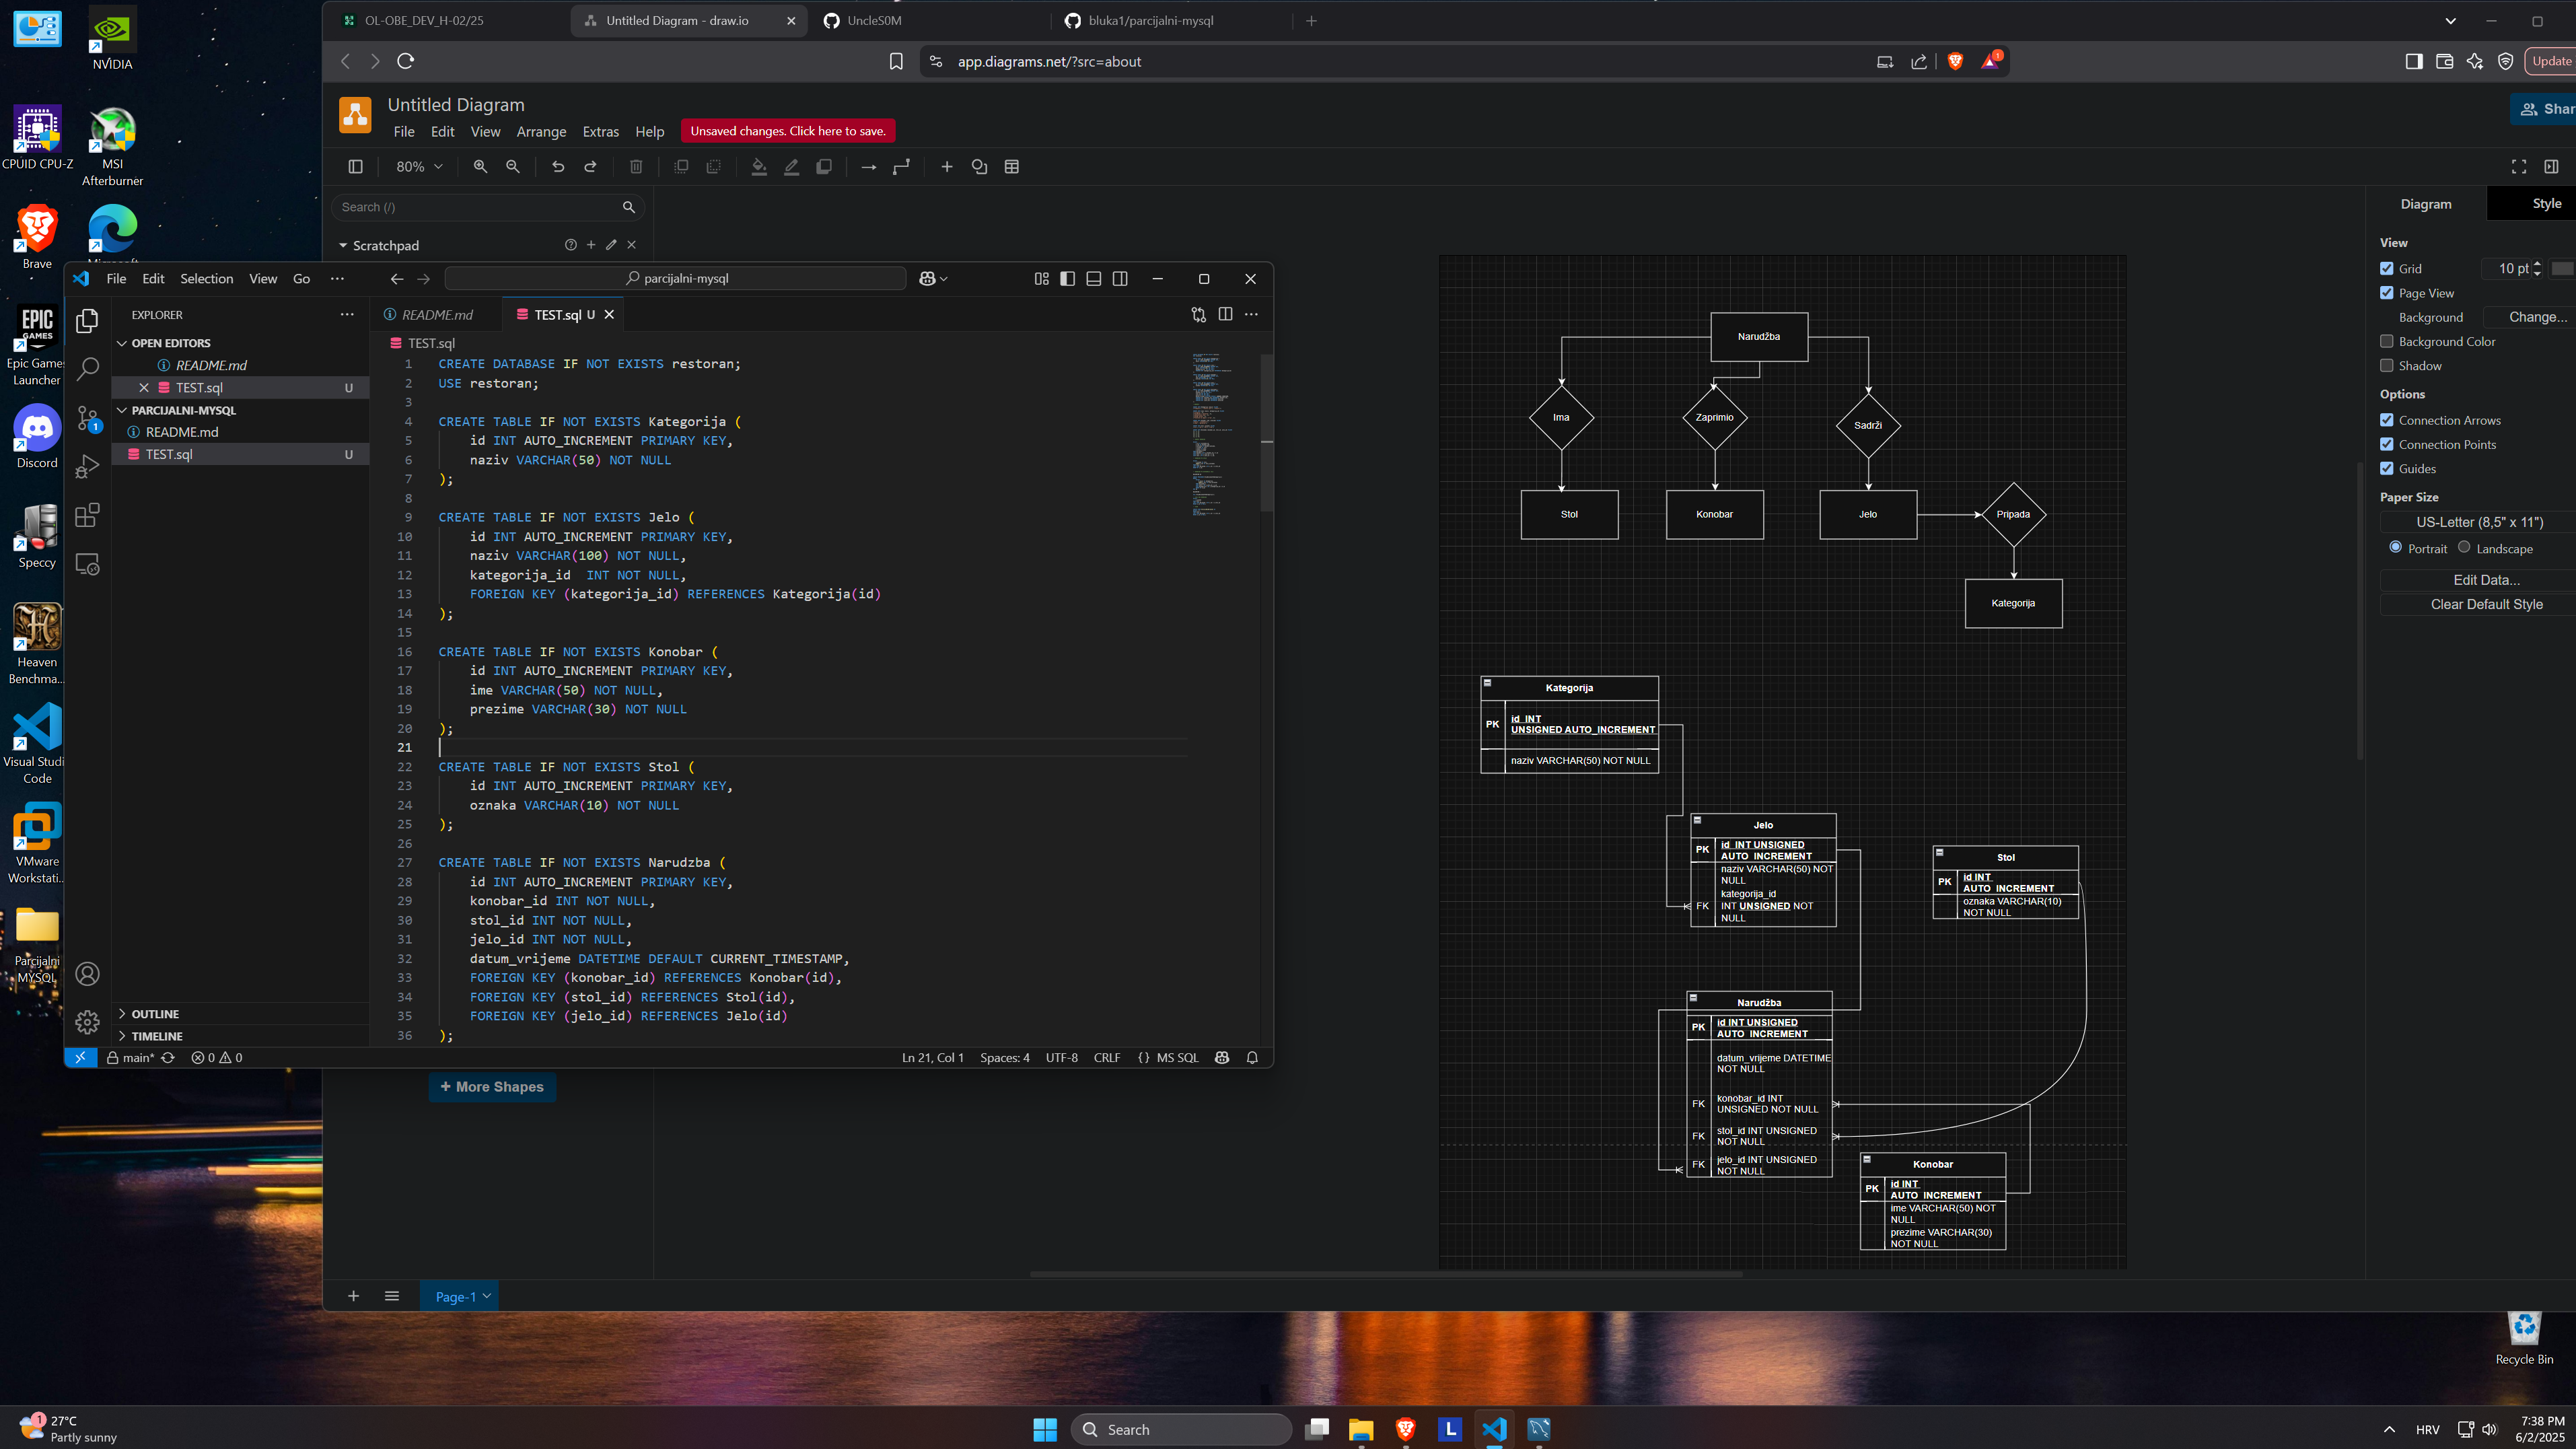 NVIDIA
CPUID CPU-Z
MSI
Afterburner
Brave
Epic Games
Launcher
Discord
Speccy
Heaven
Benchma...
Visual Studi
Code
VMware
Workstati...
Parcijalni
MYSQL
OL-OBE_DEV_H-02/25
Untitled Diagram - draw.io
UncleS0M
bluka1/parcijalni-mysql
app.diagrams.net/?src=about
1
Update
Untitled Diagram
File Edit View Arrange Extras Help
Unsaved changes. Click here to save.
Shar
80%
Search (/)
Scratchpad
File Edit Selection View Go ...
parcijalni-mysql
EXPLORER
OPEN EDITORS
README.md
TEST.sql U
PARCIJALNI-MYSQL
README.md
TEST.sql U
1
OUTLINE
TIMELINE
README.md
TEST.sql U
TEST.sql
1 CREATE DATABASE IF NOT EXISTS restoran;
2 USE restoran;
3
4 CREATE TABLE IF NOT EXISTS Kategorija (
5 id INT AUTO_INCREMENT PRIMARY KEY,
6 naziv VARCHAR(50) NOT NULL
7 );
8
9 CREATE TABLE IF NOT EXISTS Jelo (
10 id INT AUTO_INCREMENT PRIMARY KEY,
11 naziv VARCHAR(100) NOT NULL,
12 kategorija_id  INT NOT NULL,
13 FOREIGN KEY (kategorija_id) REFERENCES Kategorija(id)
14 );
15
16 CREATE TABLE IF NOT EXISTS Konobar (
17 id INT AUTO_INCREMENT PRIMARY KEY,
18 ime VARCHAR(50) NOT NULL,
19 prezime VARCHAR(30) NOT NULL
20 );
21
22 CREATE TABLE IF NOT EXISTS Stol (
23 id INT AUTO_INCREMENT PRIMARY KEY,
24 oznaka VARCHAR(10) NOT NULL
25 );
26
27 CREATE TABLE IF NOT EXISTS Narudzba (
28 id INT AUTO_INCREMENT PRIMARY KEY,
29 konobar_id INT NOT NULL,
30 stol_id INT NOT NULL,
31 jelo_id INT NOT NULL,
32 datum_vrijeme DATETIME DEFAULT CURRENT_TIMESTAMP,
33 FOREIGN KEY (konobar_id) REFERENCES Konobar(id),
34 FOREIGN KEY (stol_id) REFERENCES Stol(id),
35 FOREIGN KEY (jelo_id) REFERENCES Jelo(id)
36 );
main* 0 0
Ln 21, Col 1 Spaces: 4 UTF-8 CRLF {} MS SQL
+ More Shapes
Page-1
Narudžba
Ima
Zaprimio
Sadrži
Stol
Konobar
Jelo
Pripada
Kategorija
Kategorija
PK
id INT
UNSIGNED AUTO_INCREMENT
naziv VARCHAR(50) NOT NULL
Jelo
PK
id INT UNSIGNED
AUTO_INCREMENT
naziv VARCHAR(50) NOT
NULL
FK
kategorija_id
INT UNSIGNED NOT
NULL
Stol
PK
id INT
AUTO_INCREMENT
oznaka VARCHAR(10)
NOT NULL
Narudžba
PK
id INT UNSIGNED
AUTO_INCREMENT
datum_vrijeme DATETIME
NOT NULL
FK
konobar_id INT
UNSIGNED NOT NULL
FK
stol_id INT UNSIGNED
NOT NULL
FK
jelo_id INT UNSIGNED
NOT NULL
Konobar
PK
id INT
AUTO_INCREMENT
ime VARCHAR(50) NOT
NULL
prezime VARCHAR(30)
NOT NULL
Diagram
Style
View
Grid 10 pt
Page View
Background Change...
Background Color
Shadow
Options
Connection Arrows
Connection Points
Guides
Paper Size
US-Letter (8,5" x 11")
Portrait Landscape
Edit Data...
Clear Default Style
Recycle Bin
1
27°C
Partly sunny
Search
L
HRV
7:38 PM
6/2/2025